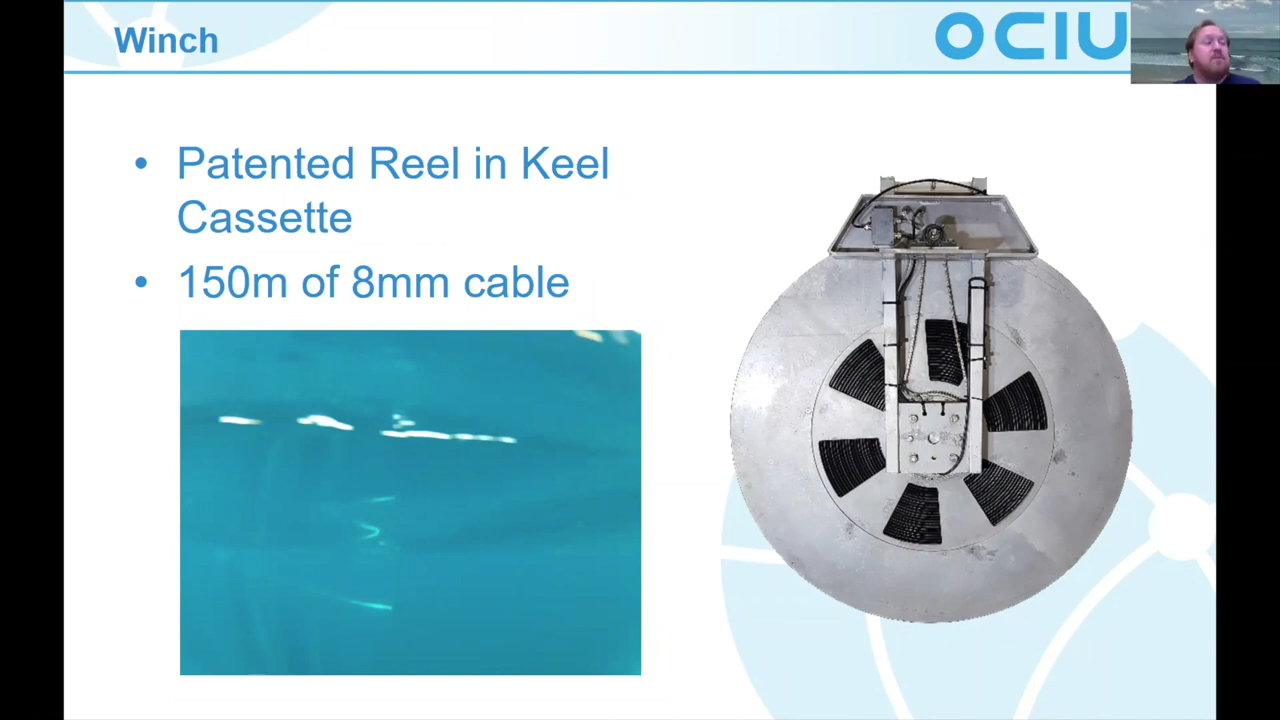 Winch
OCIU
• Patented Reel in Keel
Cassette
• 150m of 8mm cable